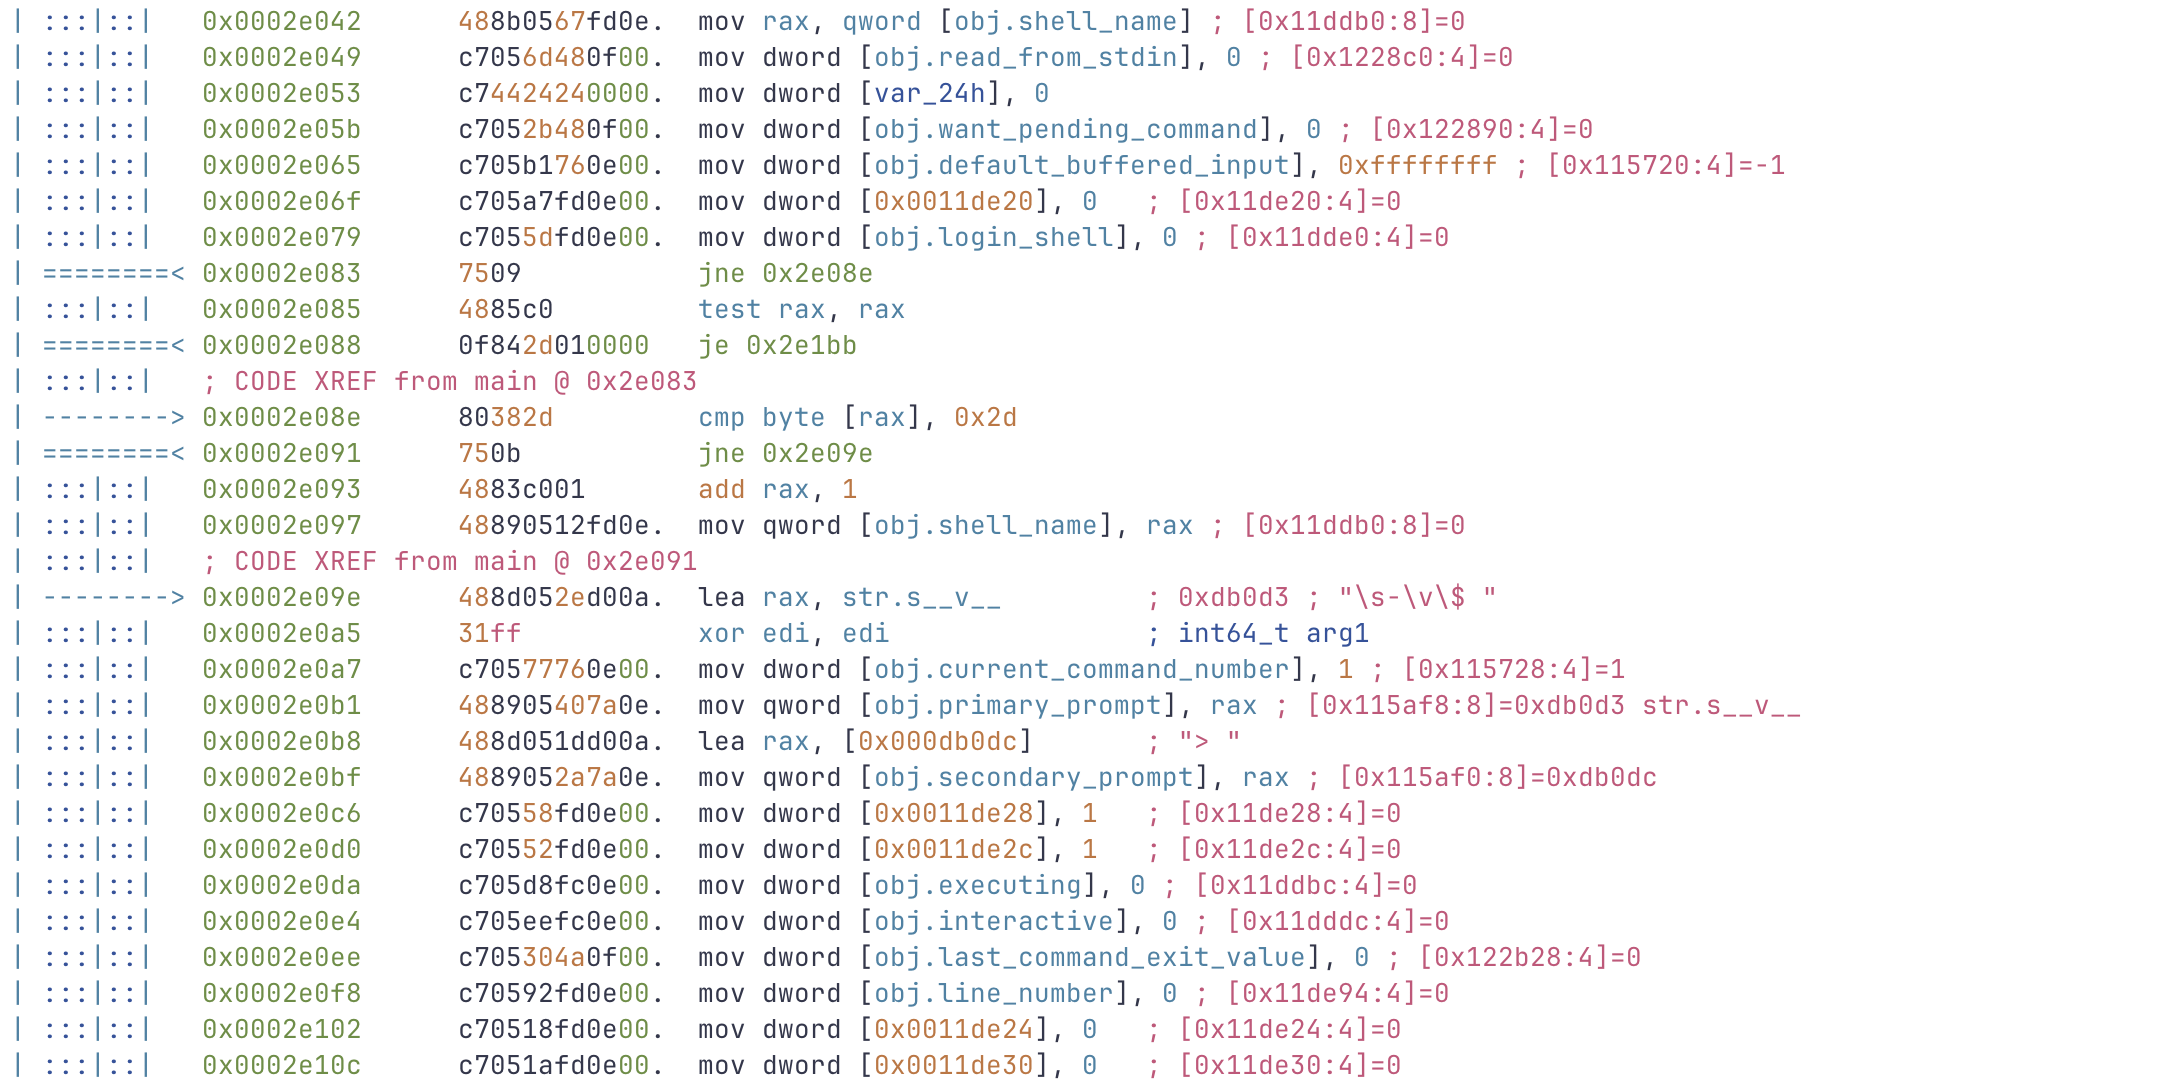 | :::|::|   0x0002e042      488b0567fd0e.  mov rax, qword [obj.shell_name] ; [0x11ddb0:8]=0
| :::|::|   0x0002e049      c7056d480f00.  mov dword [obj.read_from_stdin], 0 ; [0x1228c0:4]=0
| :::|::|   0x0002e053      c74424240000.  mov dword [var_24h], 0
| :::|::|   0x0002e05b      c7052b480f00.  mov dword [obj.want_pending_command], 0 ; [0x122890:4]=0
| :::|::|   0x0002e065      c705b1760e00.  mov dword [obj.default_buffered_input], 0xffffffff ; [0x115720:4]=-1
| :::|::|   0x0002e06f      c705a7fd0e00.  mov dword [0x0011de20], 0   ; [0x11de20:4]=0
| :::|::|   0x0002e079      c7055dfd0e00.  mov dword [obj.login_shell], 0 ; [0x11dde0:4]=0
| ========< 0x0002e083      7509           jne 0x2e08e
| :::|::|   0x0002e085      4885c0         test rax, rax
| ========< 0x0002e088      0f842d010000   je 0x2e1bb
| :::|::|   ; CODE XREF from main @ 0x2e083
| --------> 0x0002e08e      80382d         cmp byte [rax], 0x2d
| ========< 0x0002e091      750b           jne 0x2e09e
| :::|::|   0x0002e093      4883c001       add rax, 1
| :::|::|   0x0002e097      48890512fd0e.  mov qword [obj.shell_name], rax ; [0x11ddb0:8]=0
| :::|::|   ; CODE XREF from main @ 0x2e091
| --------> 0x0002e09e      488d052ed00a.  lea rax, str.s__v__         ; 0xdb0d3 ; "\s-\v\$ "
| :::|::|   0x0002e0a5      31ff           xor edi, edi                ; int64_t arg1
| :::|::|   0x0002e0a7      c70577760e00.  mov dword [obj.current_command_number], 1 ; [0x115728:4]=1
| :::|::|   0x0002e0b1      488905407a0e.  mov qword [obj.primary_prompt], rax ; [0x115af8:8]=0xdb0d3 str.s__v__
| :::|::|   0x0002e0b8      488d051dd00a.  lea rax, [0x000db0dc]       ; "> "
| :::|::|   0x0002e0bf      4889052a7a0e.  mov qword [obj.secondary_prompt], rax ; [0x115af0:8]=0xdb0dc
| :::|::|   0x0002e0c6      c70558fd0e00.  mov dword [0x0011de28], 1   ; [0x11de28:4]=0
| :::|::|   0x0002e0d0      c70552fd0e00.  mov dword [0x0011de2c], 1   ; [0x11de2c:4]=0
| :::|::|   0x0002e0da      c705d8fc0e00.  mov dword [obj.executing], 0 ; [0x11ddbc:4]=0
| :::|::|   0x0002e0e4      c705eefc0e00.  mov dword [obj.interactive], 0 ; [0x11dddc:4]=0
| :::|::|   0x0002e0ee      c705304a0f00.  mov dword [obj.last_command_exit_value], 0 ; [0x122b28:4]=0
| :::|::|   0x0002e0f8      c70592fd0e00.  mov dword [obj.line_number], 0 ; [0x11de94:4]=0
| :::|::|   0x0002e102      c70518fd0e00.  mov dword [0x0011de24], 0   ; [0x11de24:4]=0
| :::|::|   0x0002e10c      c7051afd0e00.  mov dword [0x0011de30], 0   ; [0x11de30:4]=0